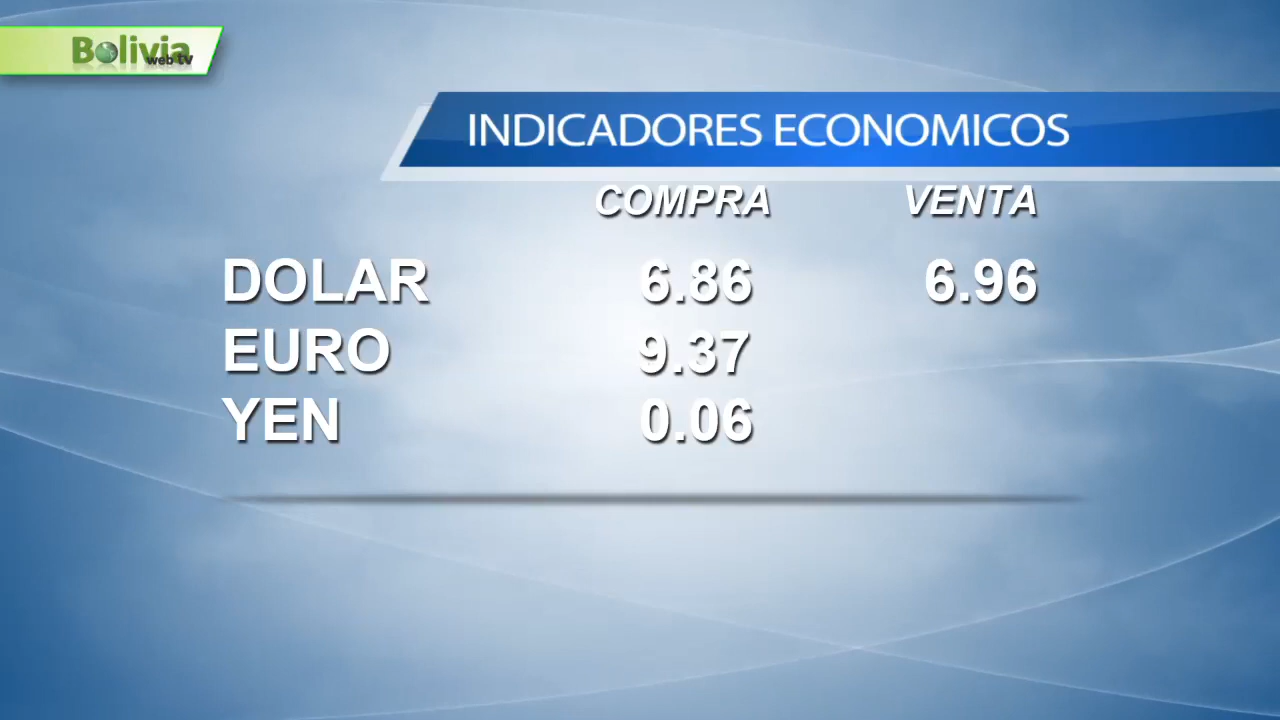 Bolivia
web tv
INDICADORES ECONOMICOS
COMPRA VENTA
DOLAR 6.86 6.96
EURO 9.37
YEN 0.06